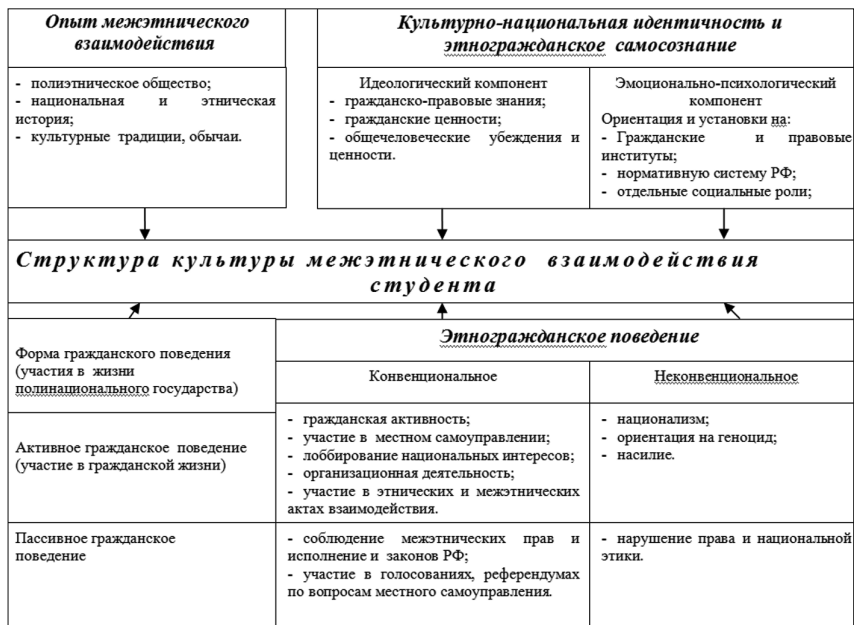 Опыт межэтнического
взаимодействия
- полиэтническое общество;
- национальная и этническая
история;
- культурные традиции, обычаи.
Культурно-национальная идентичность и
этногражданское самосознание
Идеологический компонент
- гражданско-правовые знания;
- гражданские ценности;
- общечеловеческие убеждения и
ценности.
Эмоционально-психологический
компонент
Ориентация и установки на:
- Гражданские и правовые
институты;
- нормативную систему РФ;
- отдельные социальные роли;
Структура культуры межэтнического взаимодействия
студента
Форма гражданского поведения
(участия в жизни
полинационального государства)
Этногражданское поведение
Конвенциональное
Неконвенциональное
Активное гражданское поведение
(участие в гражданской жизни)
- гражданская активность;
- участие в местном самоуправлении;
- лоббирование национальных интересов;
- организационная деятельность;
- участие в этнических и межэтнических
актах взаимодействия.
- национализм;
- ориентация на геноцид;
- насилие.
Пассивное гражданское
поведение
- соблюдение межэтнических прав и
исполнение и законов РФ;
- участие в голосованиях, референдумах
по вопросам местного самоуправления.
- нарушение права и национальной
этики.